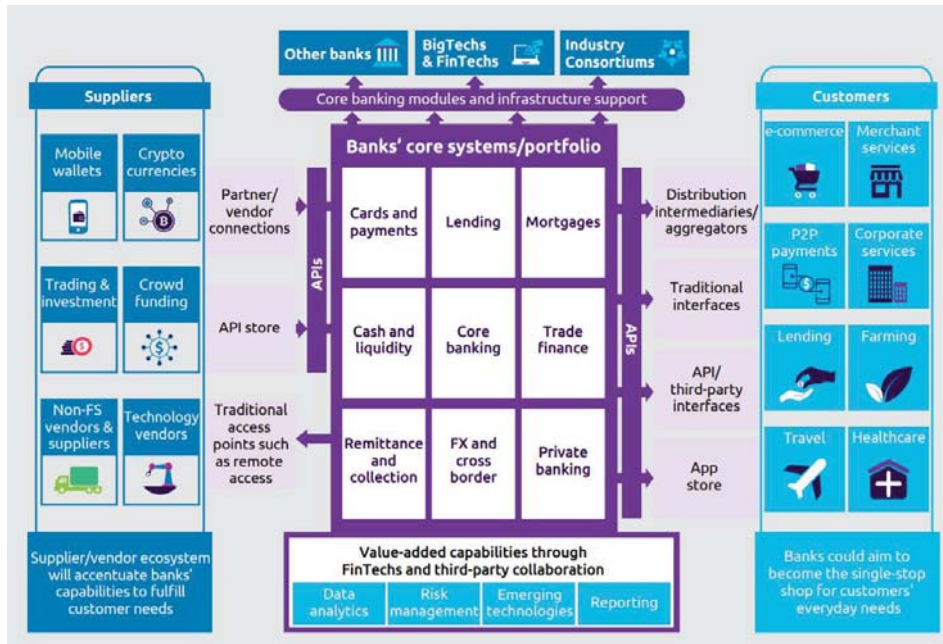 Other banks
BigTechs
& FinTechs
Industry
Consortiums
Core banking modules and infrastructure support
Suppliers
Mobile
wallets
Crypto
currencies
Trading &
investment
Crowd
funding
Non-FS
vendors &
suppliers
Technology
vendors
Supplier/vendor ecosystem
will accentuate banks'
capabilities to fulfill
customer needs
Partner/
vendor
connections
API store
Traditional
access
points such
as remote
access
APIs
Banks' core systems/portfolio
Cards and
payments
Lending
Mortgages
Cash and
liquidity
Core
banking
Trade
finance
Remittance
and
collection
FX and
cross
border
Private
banking
Value-added capabilities through
FinTechs and third-party collaboration
Data
analytics
Risk
management
Emerging
technologies
Reporting
APIs
Distribution
intermediaries/
aggregators
Traditional
interfaces
API/
third-party
interfaces
App
store
Customers
e-commerce
Merchant
services
P2P
payments
Corporate
services
Lending
Farming
Travel
Healthcare
Banks could aim to
become the single-stop
shop for customers'
everyday needs